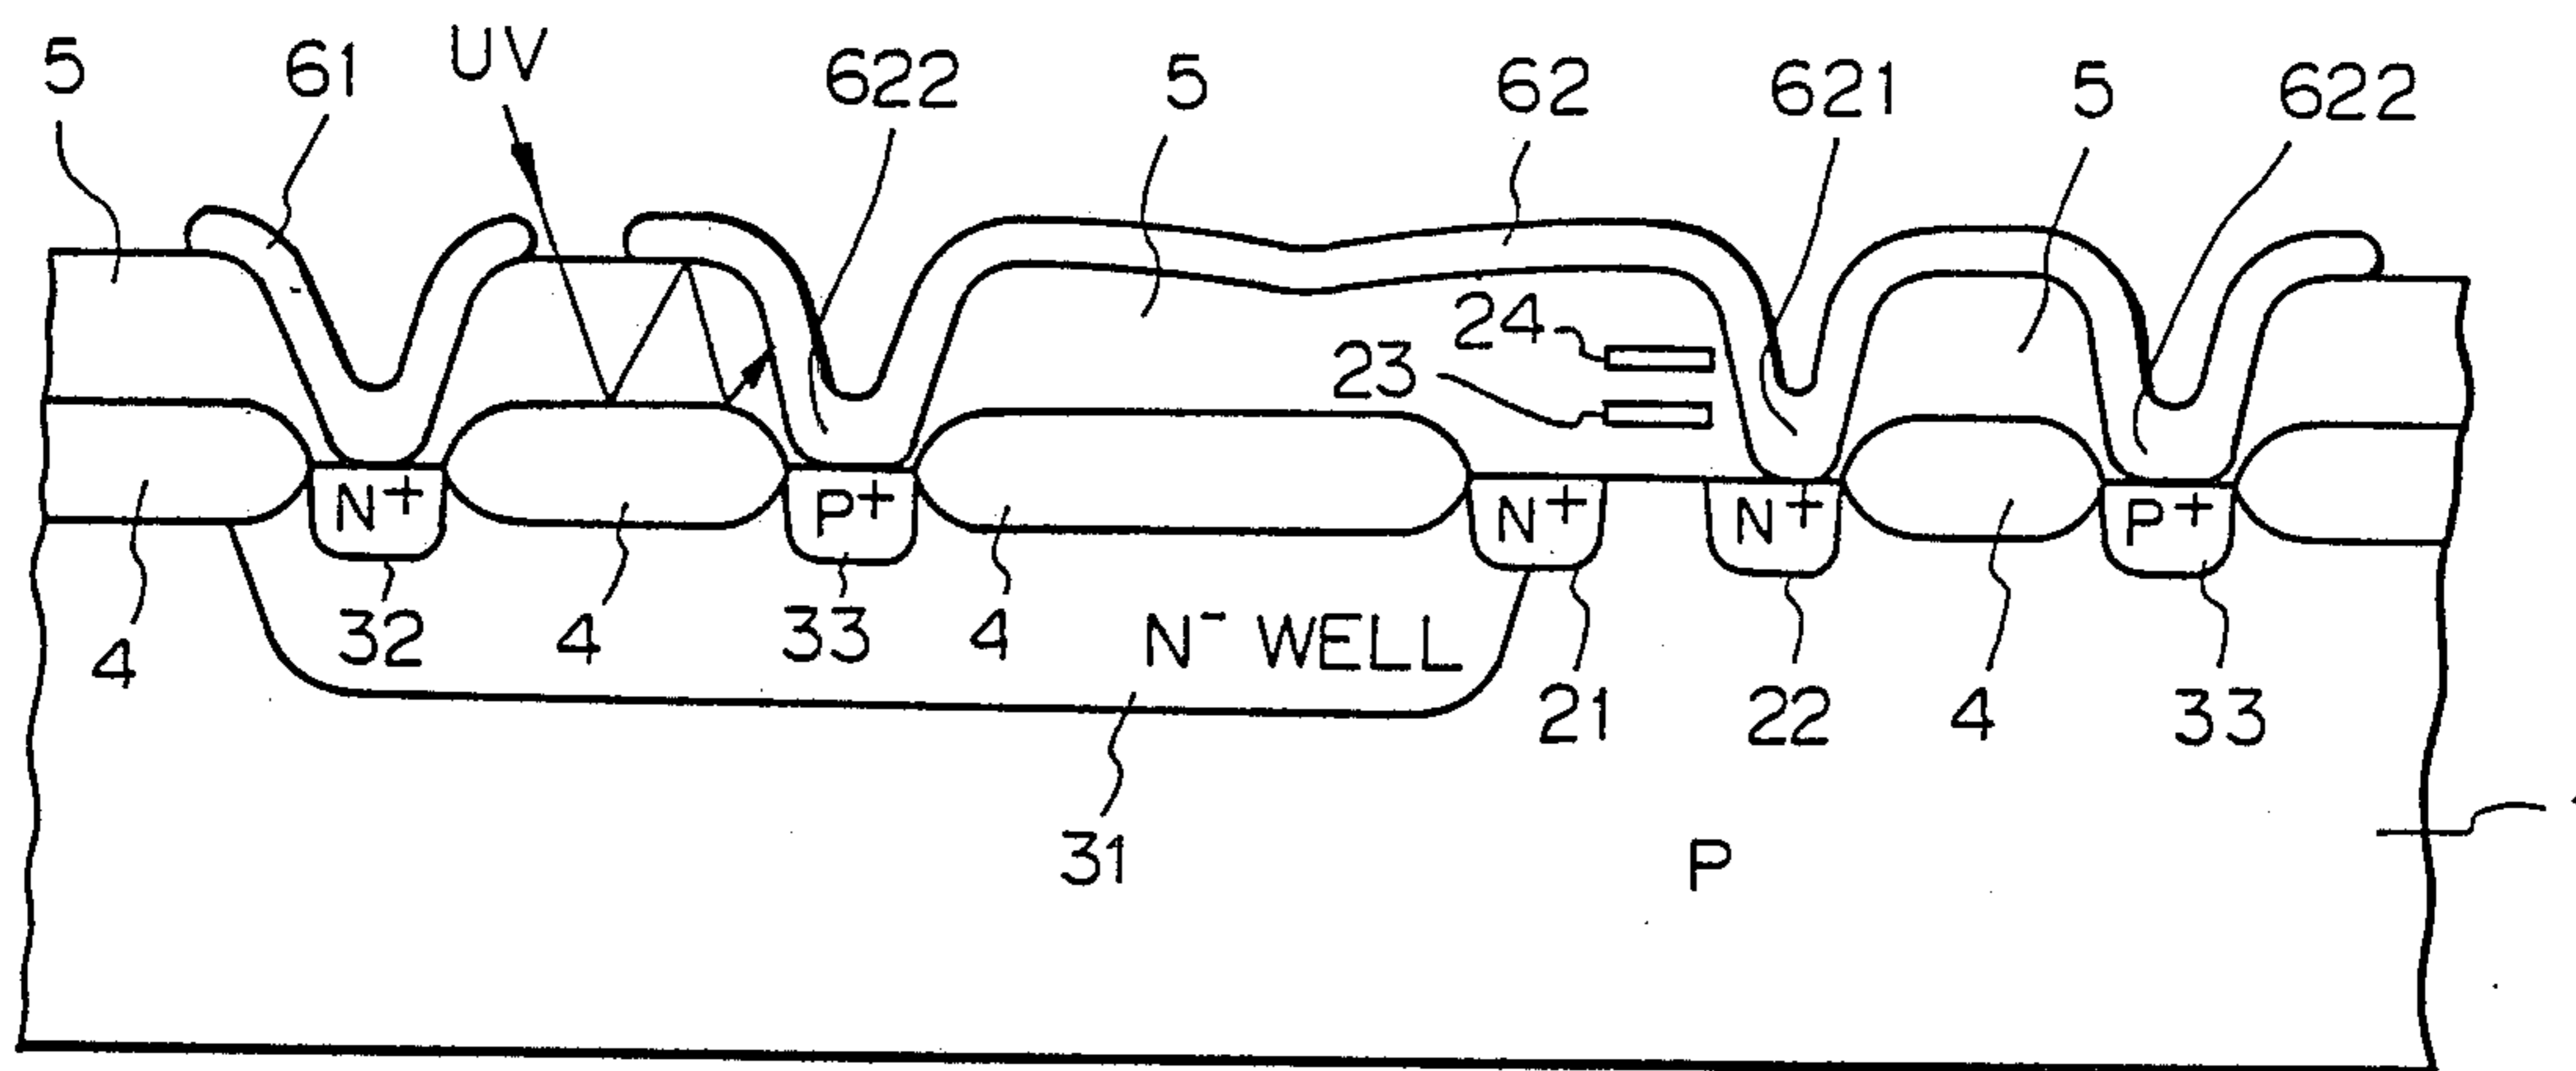 5 61 UV 622 5 62 621 5 622
24
23
N+ P+ N+ N+ P+
4 32 4 33 4 N⁻ WELL 21 22 4 33
31 P